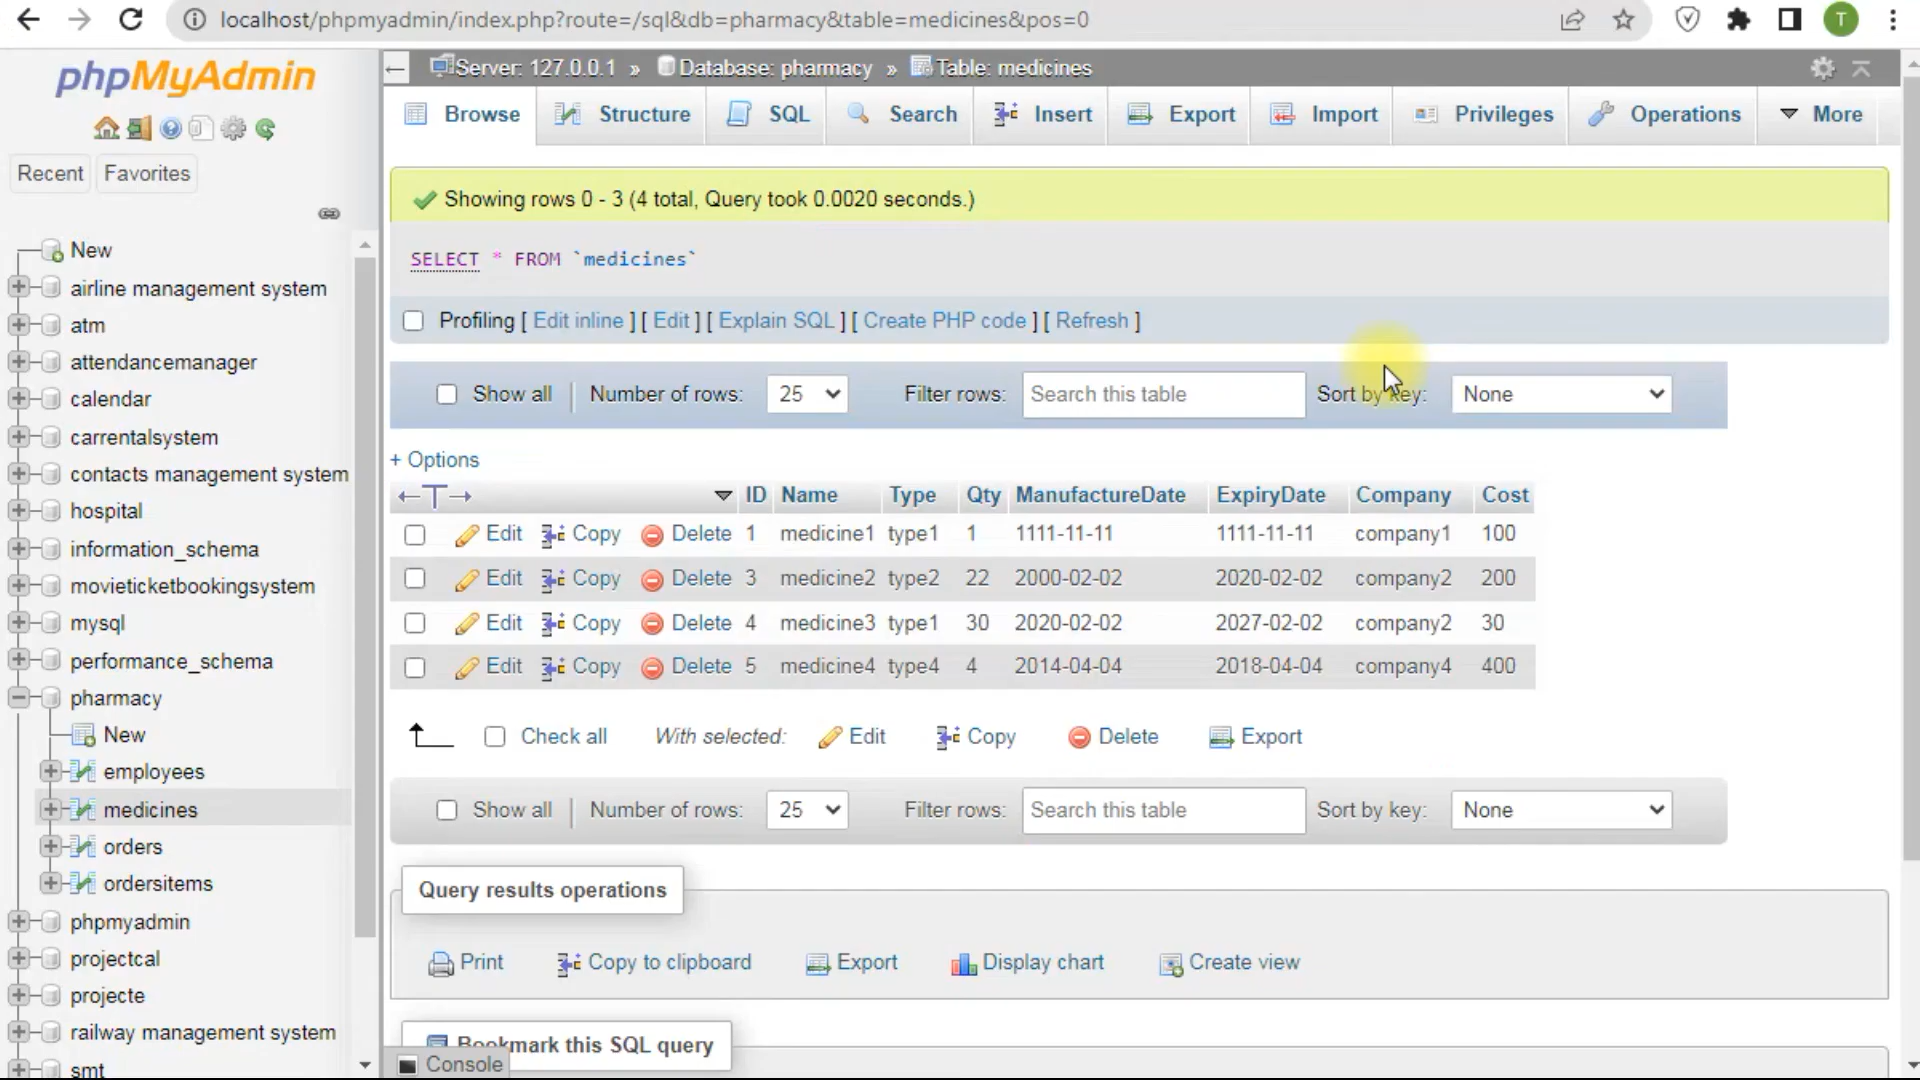 localhost/phpmyadmin/index.php?route=/sql&db=pharmacy&table=medicines&pos=0
T
phpMyAdmin
Recent Favorites
New
airline management system
atm
attendancemanager
calendar
carrentalsystem
contacts management system
hospital
information_schema
movieticketbookingsystem
mysql
performance_schema
pharmacy
New
employees
medicines
orders
ordersitems
phpmyadmin
projectcal
projecte
railway management system
smt
Server: 127.0.0.1 » Database: pharmacy » Table: medicines
Browse Structure SQL Search Insert Export Import Privileges Operations More
Showing rows 0 - 3 (4 total, Query took 0.0020 seconds.)
SELECT * FROM `medicines`
Profiling [ Edit inline ] [ Edit ] [ Explain SQL ] [ Create PHP code ] [ Refresh ]
Show all Number of rows: 25 Filter rows: Search this table Sort by key: None
+ Options
ID Name Type Qty ManufactureDate ExpiryDate Company Cost
Edit Copy Delete 1 medicine1 type1 1 1111-11-11 1111-11-11 company1 100
Edit Copy Delete 3 medicine2 type2 22 2000-02-02 2020-02-02 company2 200
Edit Copy Delete 4 medicine3 type1 30 2020-02-02 2027-02-02 company2 30
Edit Copy Delete 5 medicine4 type4 4 2014-04-04 2018-04-04 company4 400
Check all With selected: Edit Copy Delete Export
Show all Number of rows: 25 Filter rows: Search this table Sort by key: None
Query results operations
Print Copy to clipboard Export Display chart Create view
Bookmark this SQL query
Console